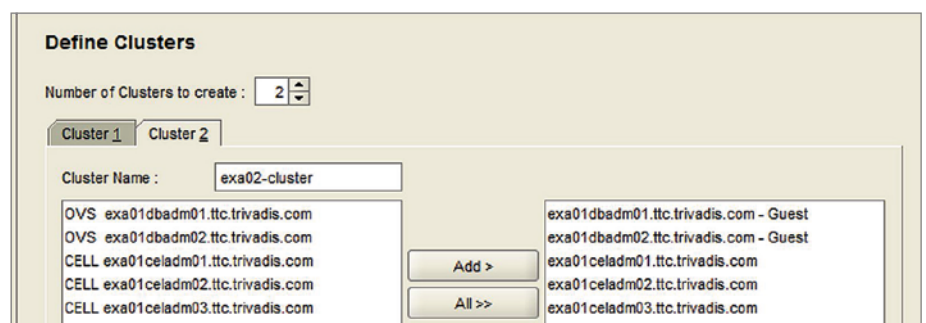 Define Clusters
Number of Clusters to create : 2
Cluster 1 Cluster 2
Cluster Name : exa02-cluster
OVS exa01dbadm01.ttc.trivadis.com
OVS exa01dbadm02.ttc.trivadis.com
CELL exa01celadm01.ttc.trivadis.com
CELL exa01celadm02.ttc.trivadis.com
CELL exa01celadm03.ttc.trivadis.com
Add >
All >>
exa01dbadm01.ttc.trivadis.com - Guest
exa01dbadm02.ttc.trivadis.com - Guest
exa01celadm01.ttc.trivadis.com
exa01celadm02.ttc.trivadis.com
exa01celadm03.ttc.trivadis.com